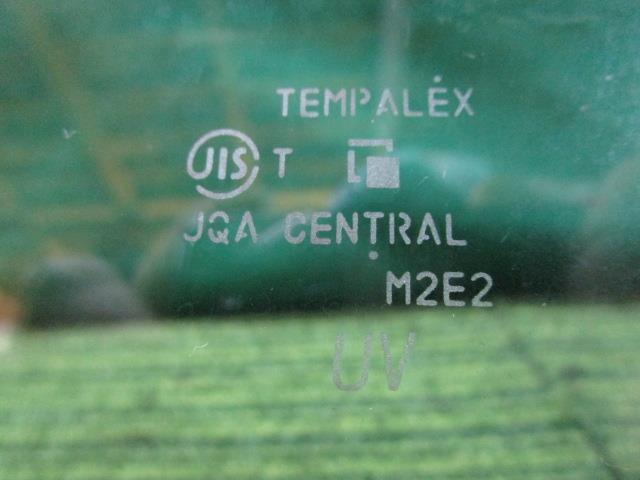 TEMPALEX
JIS T
JQA CENTRAL
M2E2
UV